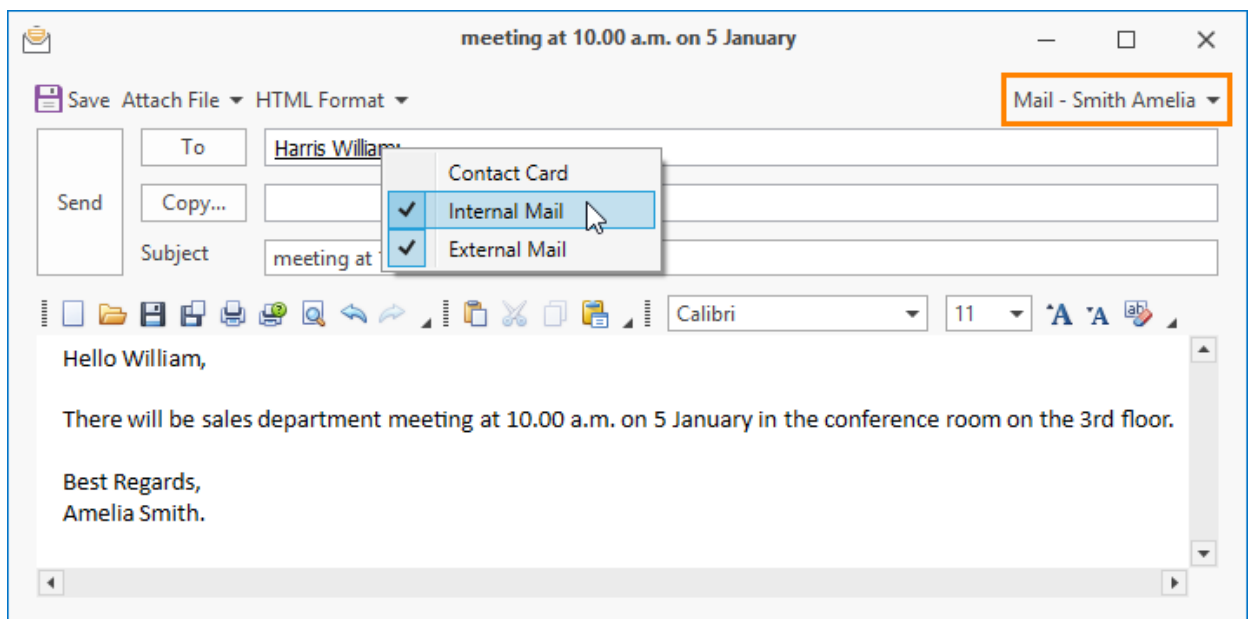 meeting at 10.00 a.m. on 5 January
Save Attach File HTML Format Mail - Smith Amelia
To Harris William;
Contact Card
Send Copy... Internal Mail
External Mail
Subject meeting at
Calibri 11 A A ab
Hello William,
There will be sales department meeting at 10.00 a.m. on 5 January in the conference room on the 3rd floor.
Best Regards,
Amelia Smith.